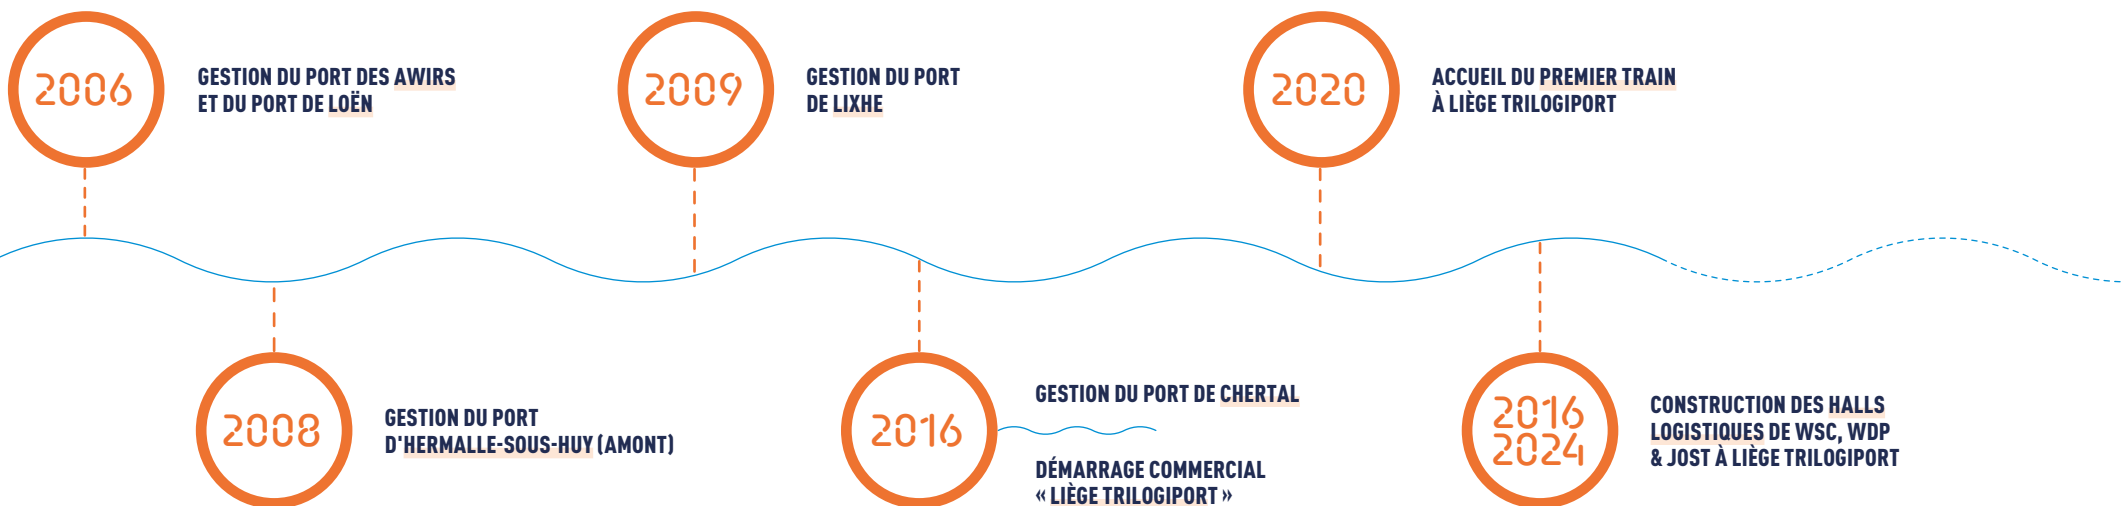 2006
GESTION DU PORT DES AWIRS
ET DU PORT DE LOËN
2008
GESTION DU PORT
D'HERMALLE-SOUS-HUY (AMONT)
2009
GESTION DU PORT
DE LIXHE
2016
GESTION DU PORT DE CHERTAL
DÉMARRAGE COMMERCIAL
« LIÈGE TRILOGIPORT »
2020
ACCUEIL DU PREMIER TRAIN
À LIÈGE TRILOGIPORT
2016
2024
CONSTRUCTION DES HALLS
LOGISTIQUES DE WSC, WDP
& JOST À LIÈGE TRILOGIPORT